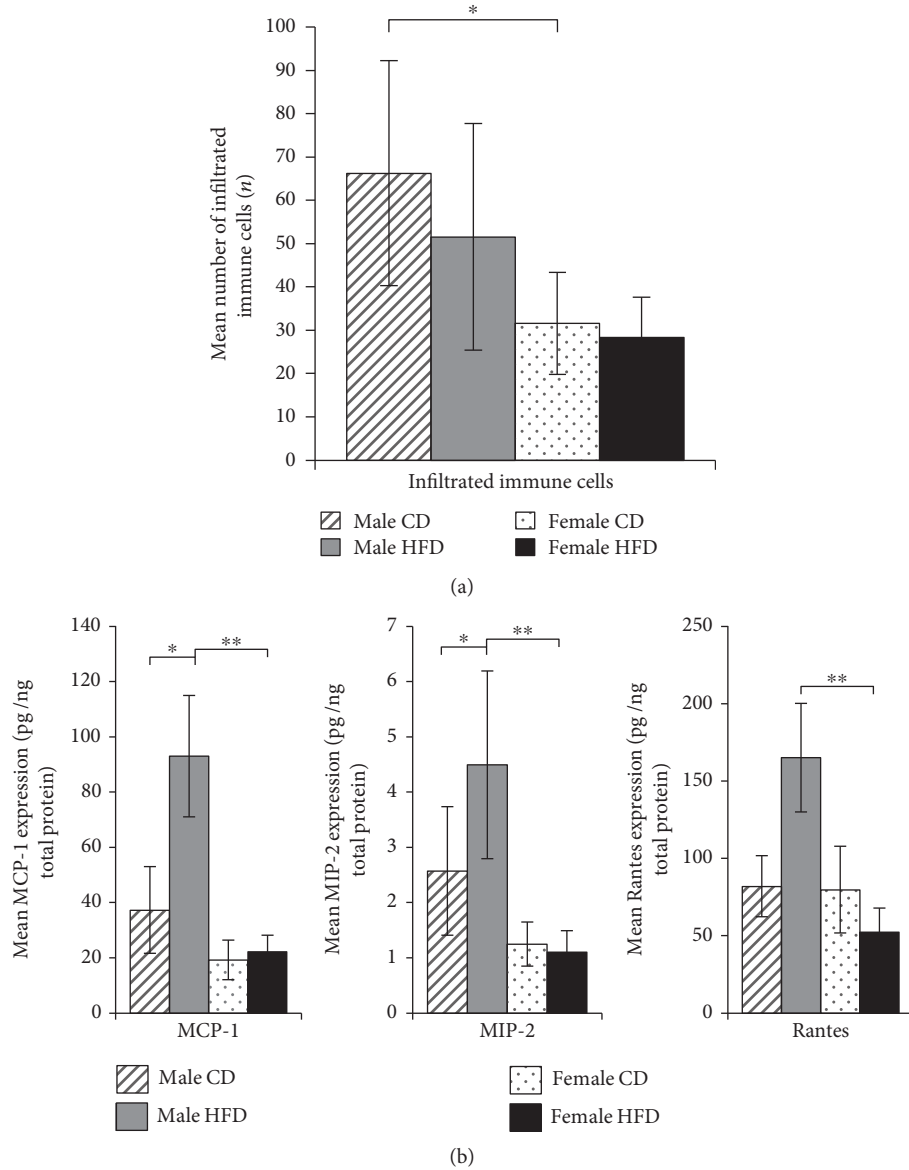 *
100
90
80
70
60
50
40
30
20
10
0
Mean number of infiltrated
immune cells (n)
Infiltrated immune cells
Male CD
Female CD
Male HFD
Female HFD
(a)
140
120
100
80
60
40
20
0
Mean MCP-1 expression (pg /ng
total protein)
*
**
MCP-1
7
6
5
4
3
2
1
0
Mean MIP-2 expression (pg /ng
total protein)
*
**
MIP-2
250
200
150
100
50
0
Mean Rantes expression (pg /ng
total protein)
**
Rantes
Male CD
Female CD
Male HFD
Female HFD
(b)